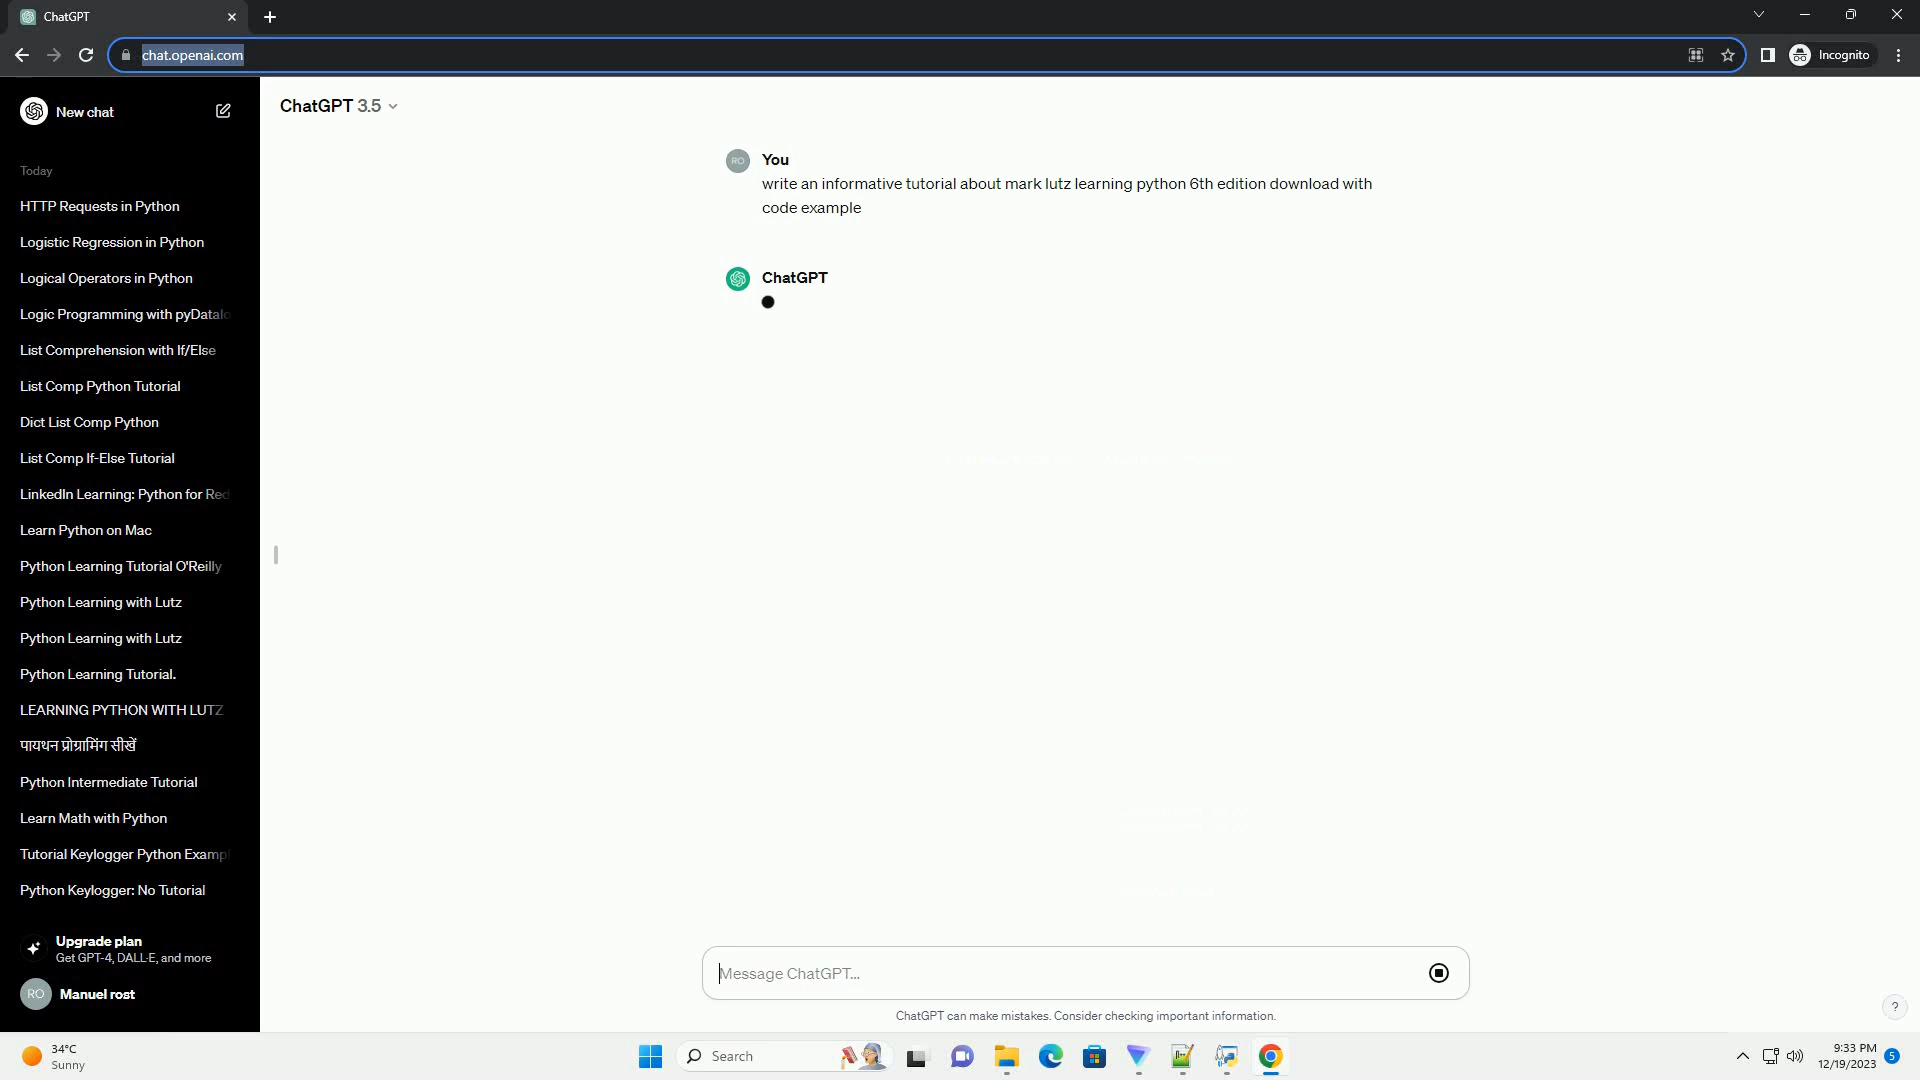 ChatGPT
chat.openai.com
Incognito
New chat
Today
HTTP Requests in Python
Logistic Regression in Python
Logical Operators in Python
Logic Programming with pyDatalo
List Comprehension with If/Else
List Comp Python Tutorial
Dict List Comp Python
List Comp If-Else Tutorial
LinkedIn Learning: Python for Red
Learn Python on Mac
Python Learning Tutorial O'Reilly
Python Learning with Lutz
Python Learning with Lutz
Python Learning Tutorial.
LEARNING PYTHON WITH LUTZ
पायथन प्रोग्रामिंग सीखें
Python Intermediate Tutorial
Learn Math with Python
Tutorial Keylogger Python Exampl
Python Keylogger: No Tutorial
Upgrade plan
Get GPT-4, DALL·E, and more
RO
Manuel rost
ChatGPT 3.5
RO
You
write an informative tutorial about mark lutz learning python 6th edition download with
code example
ChatGPT
Message ChatGPT...
ChatGPT can make mistakes. Consider checking important information.
?
34°C
Sunny
Search
9:33 PM
12/19/2023
5